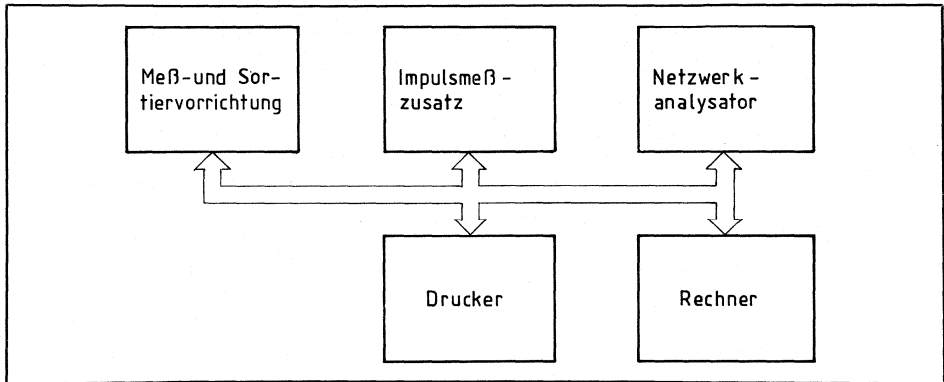 Meß-und Sor-
tiervorrichtung
Impulsmeß-
zusatz
Netzwerk-
analysator
Drucker
Rechner